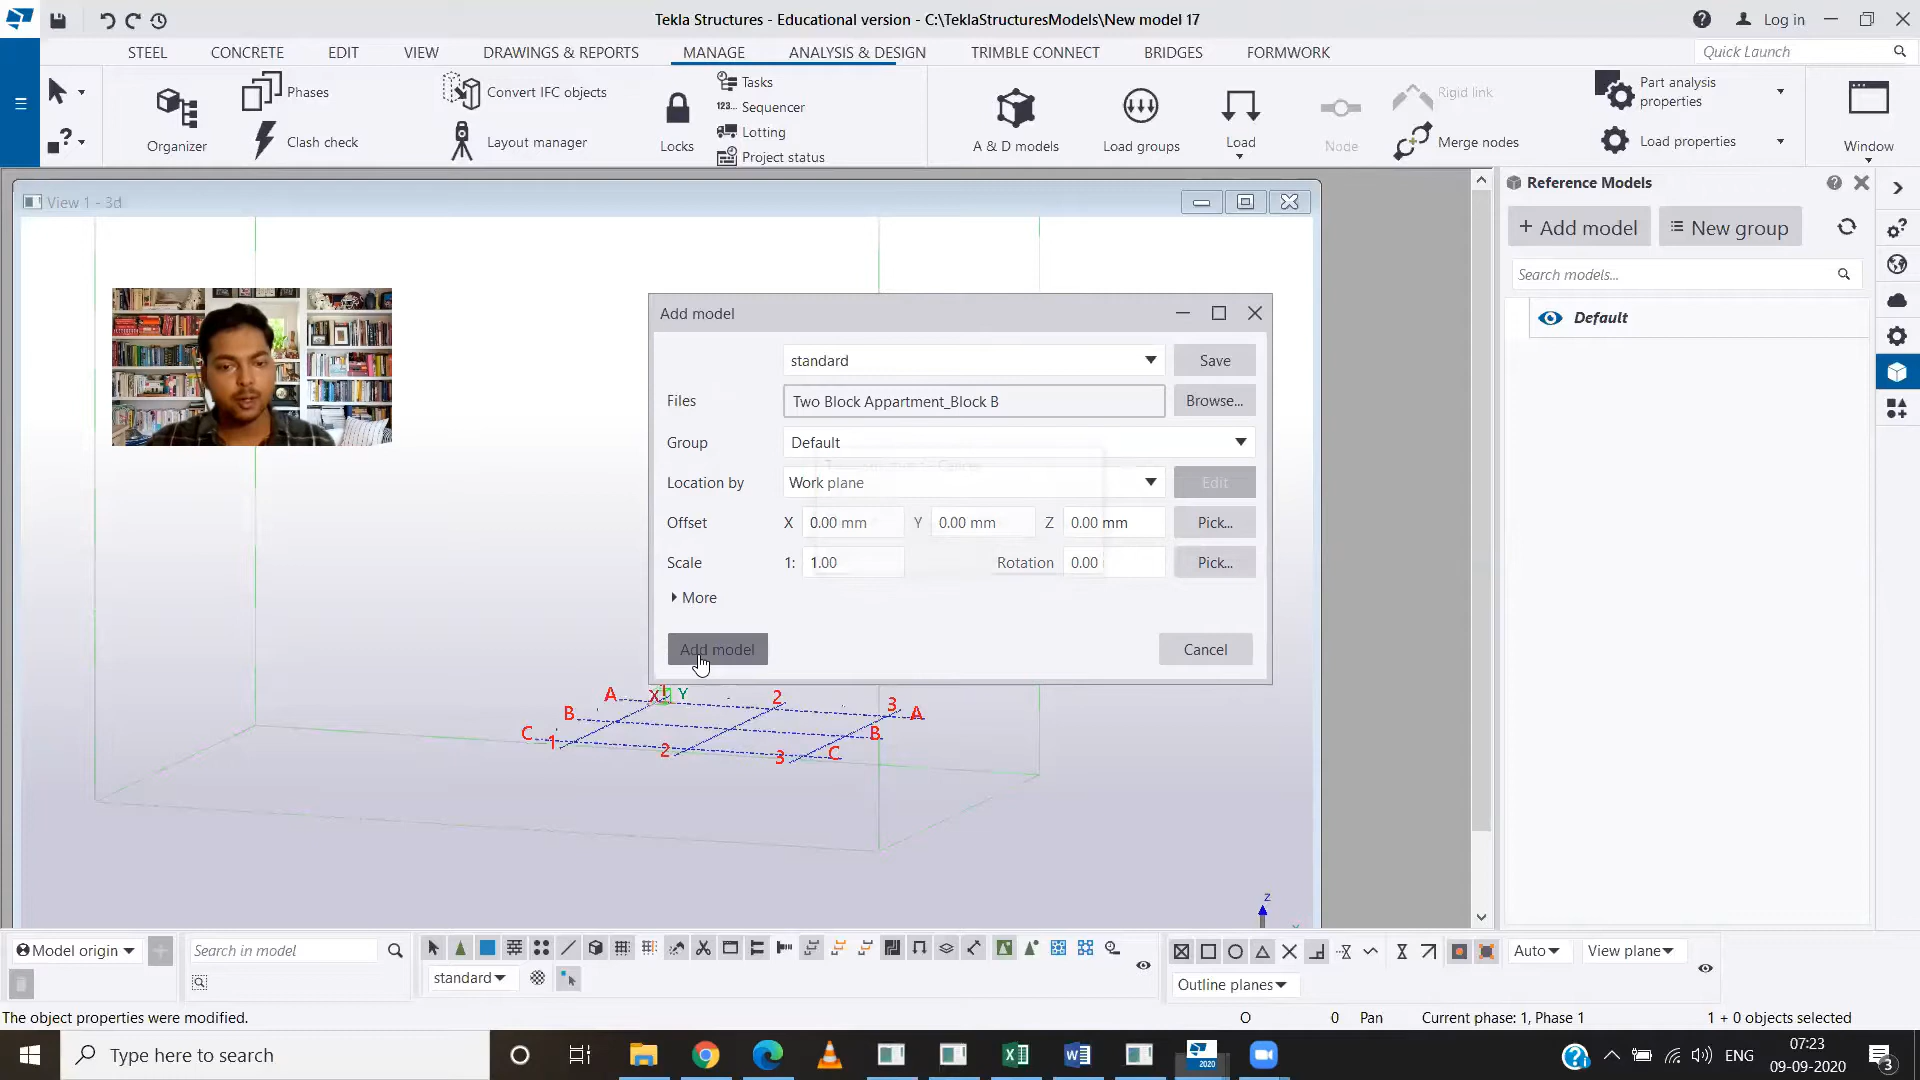 Tekla Structures - Educational version - C:\TeklaStructuresModels\New model 17
Log in
STEEL CONCRETE EDIT VIEW DRAWINGS & REPORTS MANAGE ANALYSIS & DESIGN TRIMBLE CONNECT BRIDGES FORMWORK
Quick Launch
Organizer
Phases
Clash check
Convert IFC objects
Layout manager
Locks
Tasks
Sequencer
Lotting
Project status
A & D models
Load groups
Load
Node
Rigid link
Merge nodes
Part analysis
properties
Load properties
Window
View 1 - 3d
Reference Models
+ Add model
New group
Search models...
Default
Add model
standard
Save
Files
Two Block Appartment_Block B
Browse...
Group
Default
Location by
Work plane
Edit
Offset
X 0.00 mm Y 0.00 mm Z 0.00 mm
Pick...
Scale
1: 1.00
Rotation 0.00
Pick...
More
Add model
Cancel
A X Y 2 3 A
B B
C 1 2 3 C
z
Model origin
Search in model
standard
Auto
View plane
Outline planes
The object properties were modified.
O 0 Pan Current phase: 1, Phase 1 1 + 0 objects selected
Type here to search
2020
ENG
07:23
09-09-2020
3